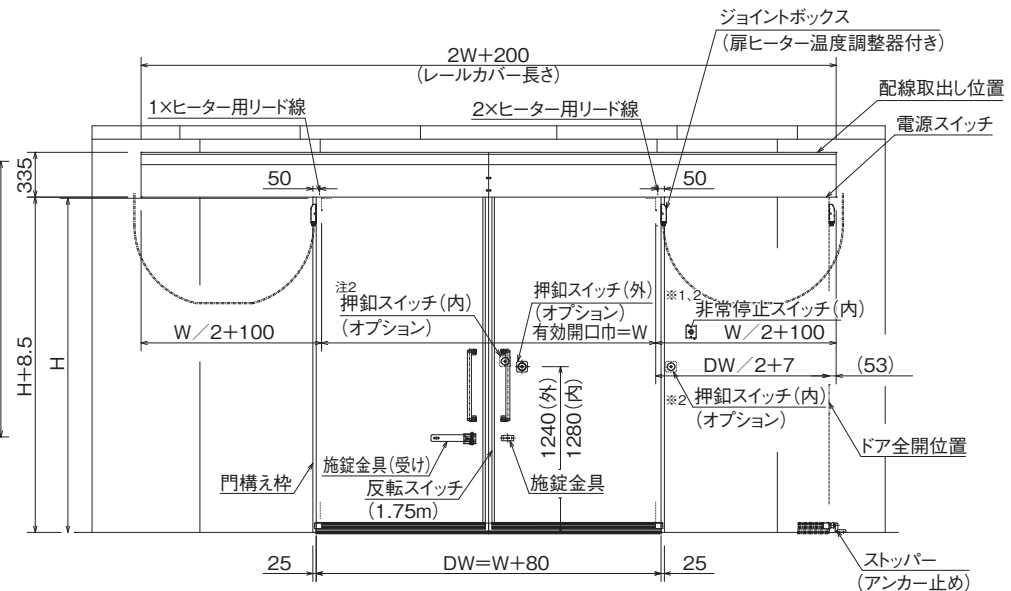 ジョイントボックス
(扉ヒーター温度調整器付き)
2W+200
(レールカバー長さ)
配線取出し位置
1×ヒーター用リード線
2×ヒーター用リード線
電源スイッチ
335
50
50
注2
押釦スイッチ(内)
(オプション)
押釦スイッチ(外)
(オプション)
有効開口巾=W
※1、2
非常停止スイッチ(内)
W/2+100
W/2+100
H+8.5
H
DW/2+7
(53)
1240(外)
1280(内)
※2
押釦スイッチ(内)
(オプション)
ドア全開位置
施錠金具(受け)
門構え枠
反転スイッチ
(1.75m)
施錠金具
25
DW=W+80
25
ストッパー
(アンカー止め)